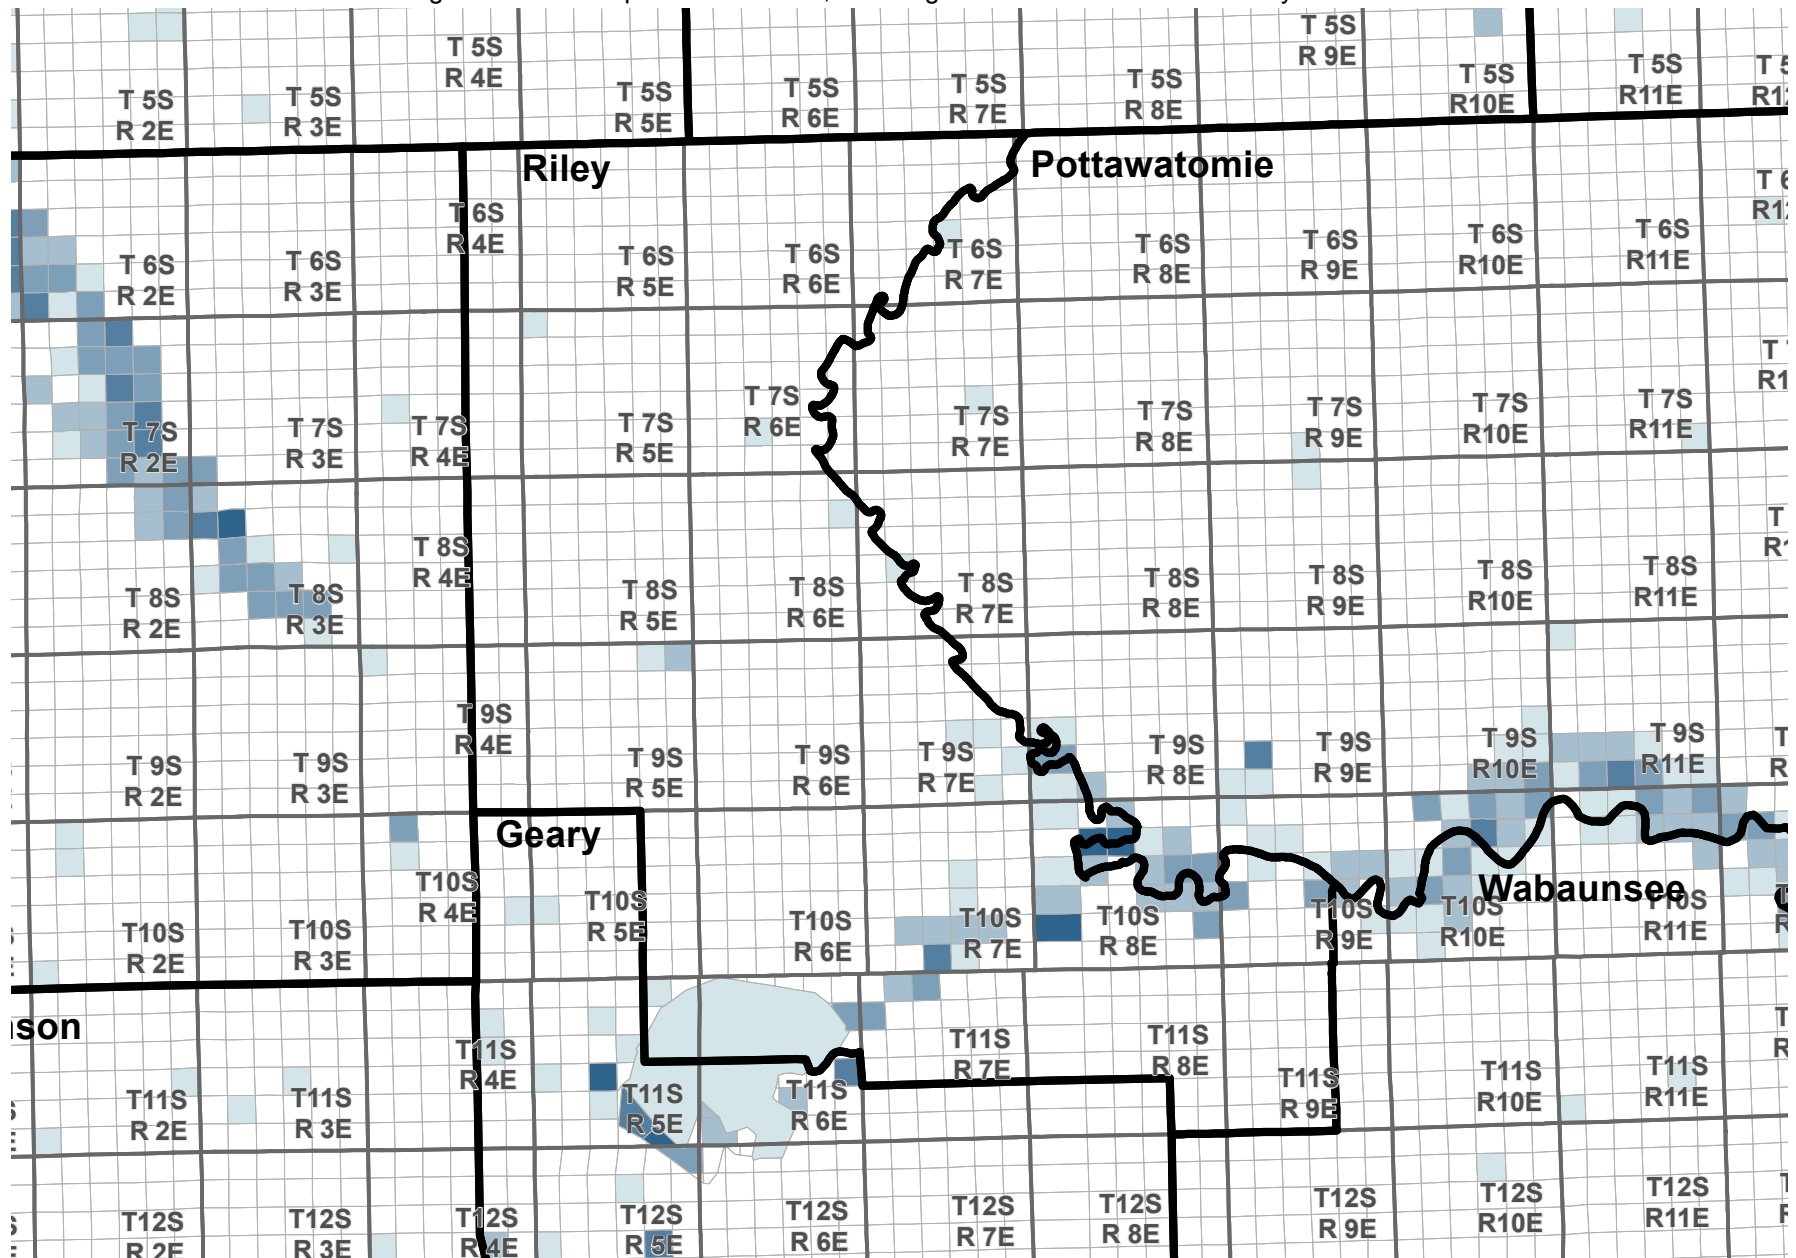 T 5S
R 2E
T 5S
R 3E
T 5S
R 4E
T 5S
R 5E
T 5S
R 6E
T 5S
R 7E
T 5S
R 8E
T 5S
R 9E
T 5S
R10E
T 5S
R11E
Riley
Pottawatomie
T 6S
R 2E
T 6S
R 3E
T 6S
R 4E
T 6S
R 5E
T 6S
R 6E
T 6S
R 7E
T 6S
R 8E
T 6S
R 9E
T 6S
R10E
T 6S
R11E
T 7S
R 2E
T 7S
R 3E
T 7S
R 4E
T 7S
R 5E
T 7S
R 6E
T 7S
R 7E
T 7S
R 8E
T 7S
R 9E
T 7S
R10E
T 7S
R11E
T 8S
R 2E
T 8S
R 3E
T 8S
R 4E
T 8S
R 5E
T 8S
R 6E
T 8S
R 7E
T 8S
R 8E
T 8S
R 9E
T 8S
R10E
T 8S
R11E
T 9S
R 2E
T 9S
R 3E
T 9S
R 4E
T 9S
R 5E
T 9S
R 6E
T 9S
R 7E
T 9S
R 8E
T 9S
R 9E
T 9S
R10E
T 9S
R11E
Geary
Wabaunsee
T10S
R 2E
T10S
R 3E
T10S
R 4E
T10S
R 5E
T10S
R 6E
T10S
R 7E
T10S
R 8E
T10S
R 9E
T10S
R10E
T10S
R11E
nson
T11S
R 2E
T11S
R 3E
T11S
R 4E
T11S
R 5E
T11S
R 6E
T11S
R 7E
T11S
R 8E
T11S
R 9E
T11S
R10E
T11S
R11E
T12S
R 2E
T12S
R 3E
T12S
R 4E
T12S
R 5E
T12S
R 6E
T12S
R 7E
T12S
R 8E
T12S
R 9E
T12S
R10E
T12S
R11E